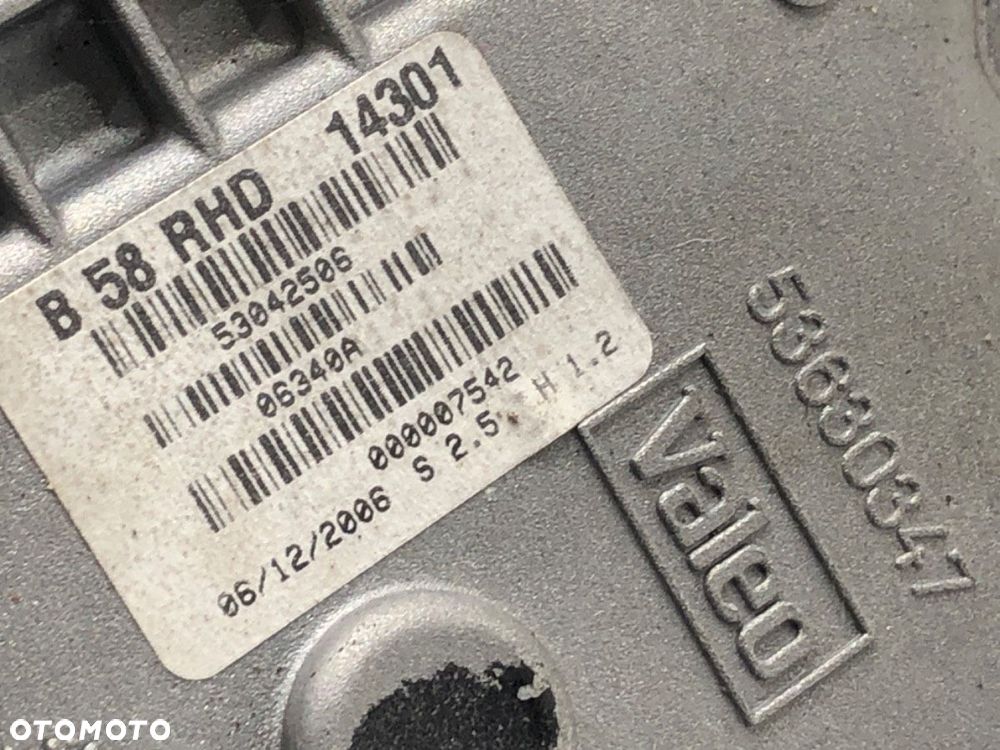 B 58 RHD 14301
53042506
06340A
000007542
06/12/2006 S 2.5 H 1.2
53630347
Valeo
OTOMOTO